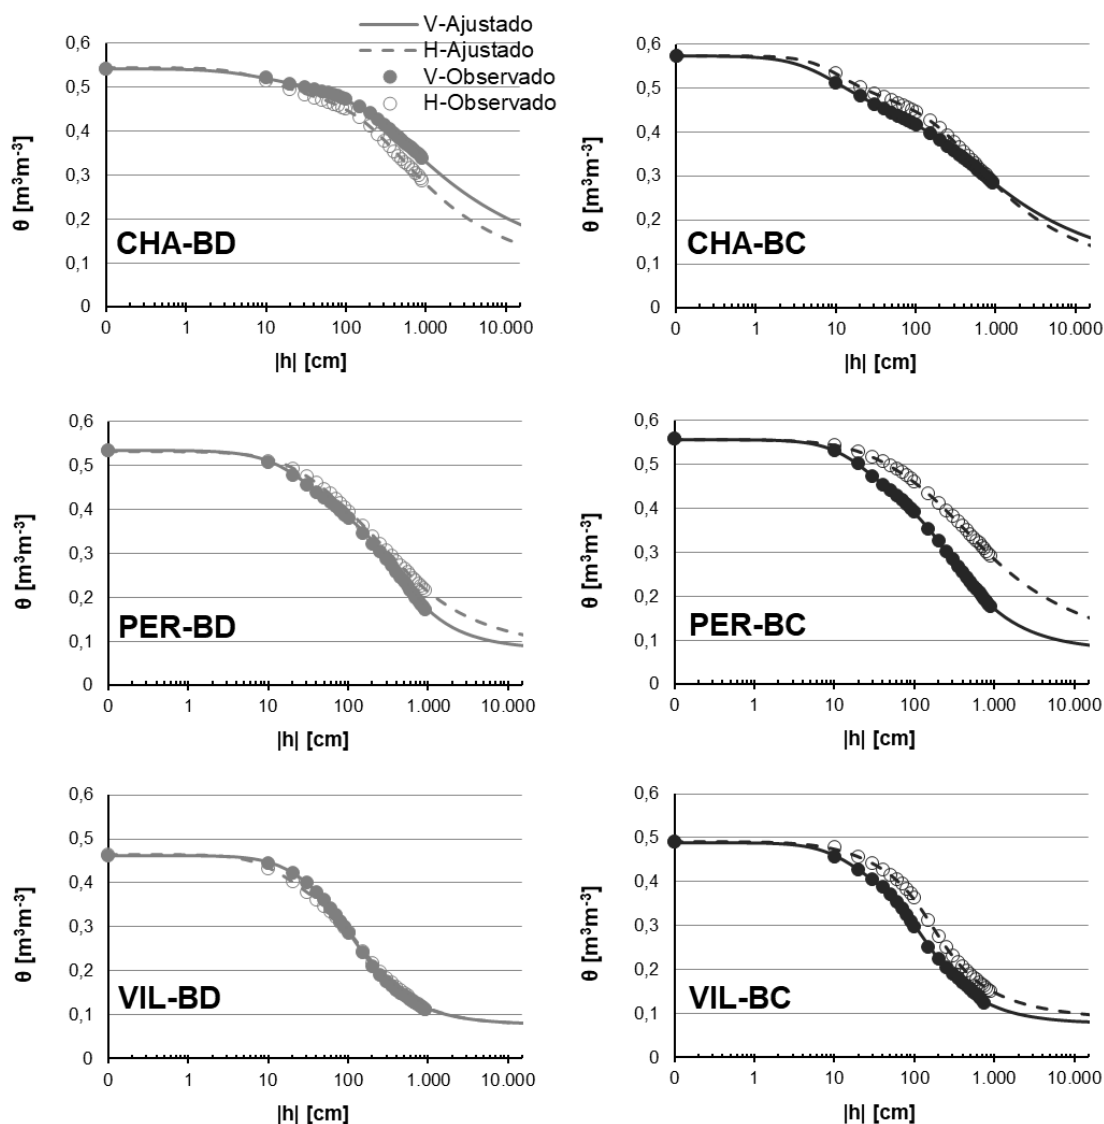 V-Ajustado
H-Ajustado
V-Observado
H-Observado
0,6
0,5
0,4
0,3
0,2
0,1
0
θ [m³m⁻³]
CHA-BD
0 1 10 100 1.000 10.000
|h| [cm]
0,6
0,5
0,4
0,3
0,2
0,1
0
θ [m³m⁻³]
CHA-BC
0 1 10 100 1.000 10.000
|h| [cm]
0,6
0,5
0,4
0,3
0,2
0,1
0
θ [m³m⁻³]
PER-BD
0 1 10 100 1.000 10.000
|h| [cm]
0,6
0,5
0,4
0,3
0,2
0,1
0
θ [m³m⁻³]
PER-BC
0 1 10 100 1.000 10.000
|h| [cm]
0,6
0,5
0,4
0,3
0,2
0,1
0
θ [m³m⁻³]
VIL-BD
0 1 10 100 1.000 10.000
|h| [cm]
0,6
0,5
0,4
0,3
0,2
0,1
0
θ [m³m⁻³]
VIL-BC
0 1 10 100 1.000 10.000
|h| [cm]